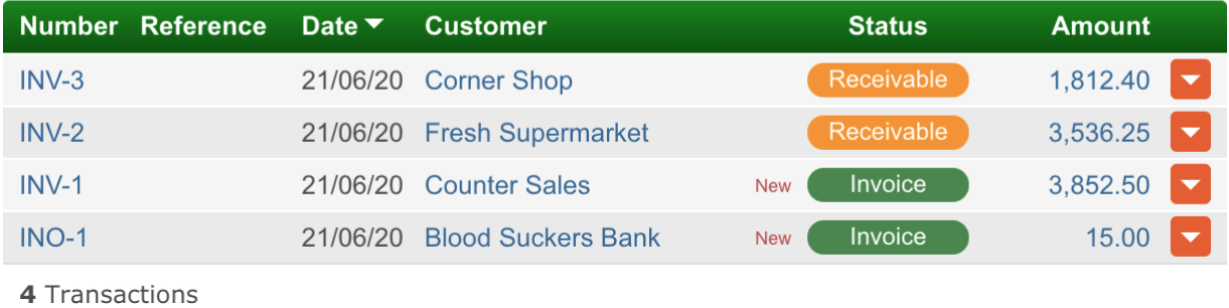 Number Reference Date Customer Status Amount
INV-3 21/06/20 Corner Shop Receivable 1,812.40
INV-2 21/06/20 Fresh Supermarket Receivable 3,536.25
INV-1 21/06/20 Counter Sales New Invoice 3,852.50
INO-1 21/06/20 Blood Suckers Bank New Invoice 15.00
4 Transactions